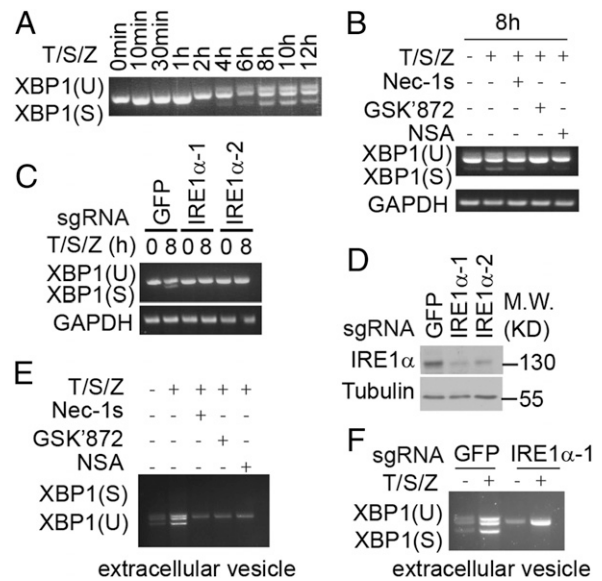 A
T/S/Z 0min 10min 30min 1h 2h 4h 6h 8h 10h 12h
XBP1(U)
XBP1(S)
B
8h
T/S/Z - + + + +
Nec-1s - - + - -
GSK'872 - - - + -
NSA - - - - +
XBP1(U)
XBP1(S)
GAPDH
C
sgRNA GFP IRE1α-1 IRE1α-2
T/S/Z (h) 0 8 0 8 0 8
XBP1(U)
XBP1(S)
GAPDH
D
sgRNA GFP IRE1α-1 IRE1α-2 M.W. (KD)
IRE1α 130
Tubulin 55
E
T/S/Z - + + + +
Nec-1s - - + - -
GSK'872 - - - + -
NSA - - - - +
XBP1(S)
XBP1(U)
extracellular vesicle
F
sgRNA GFP IRE1α-1
T/S/Z - + - +
XBP1(U)
XBP1(S)
extracellular vesicle